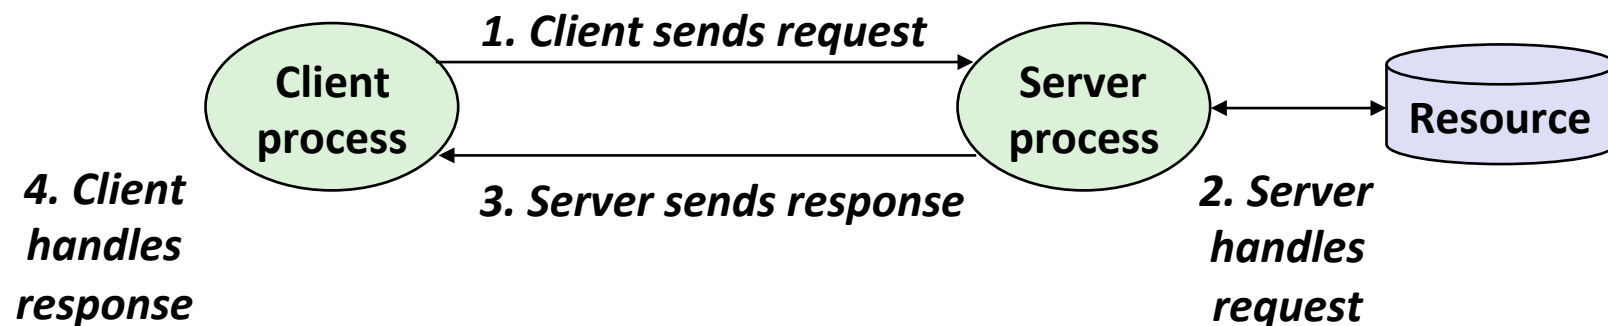 1. Client sends request
Client
process
Server
process
Resource
3. Server sends response
4. Client
handles
response
2. Server
handles
request